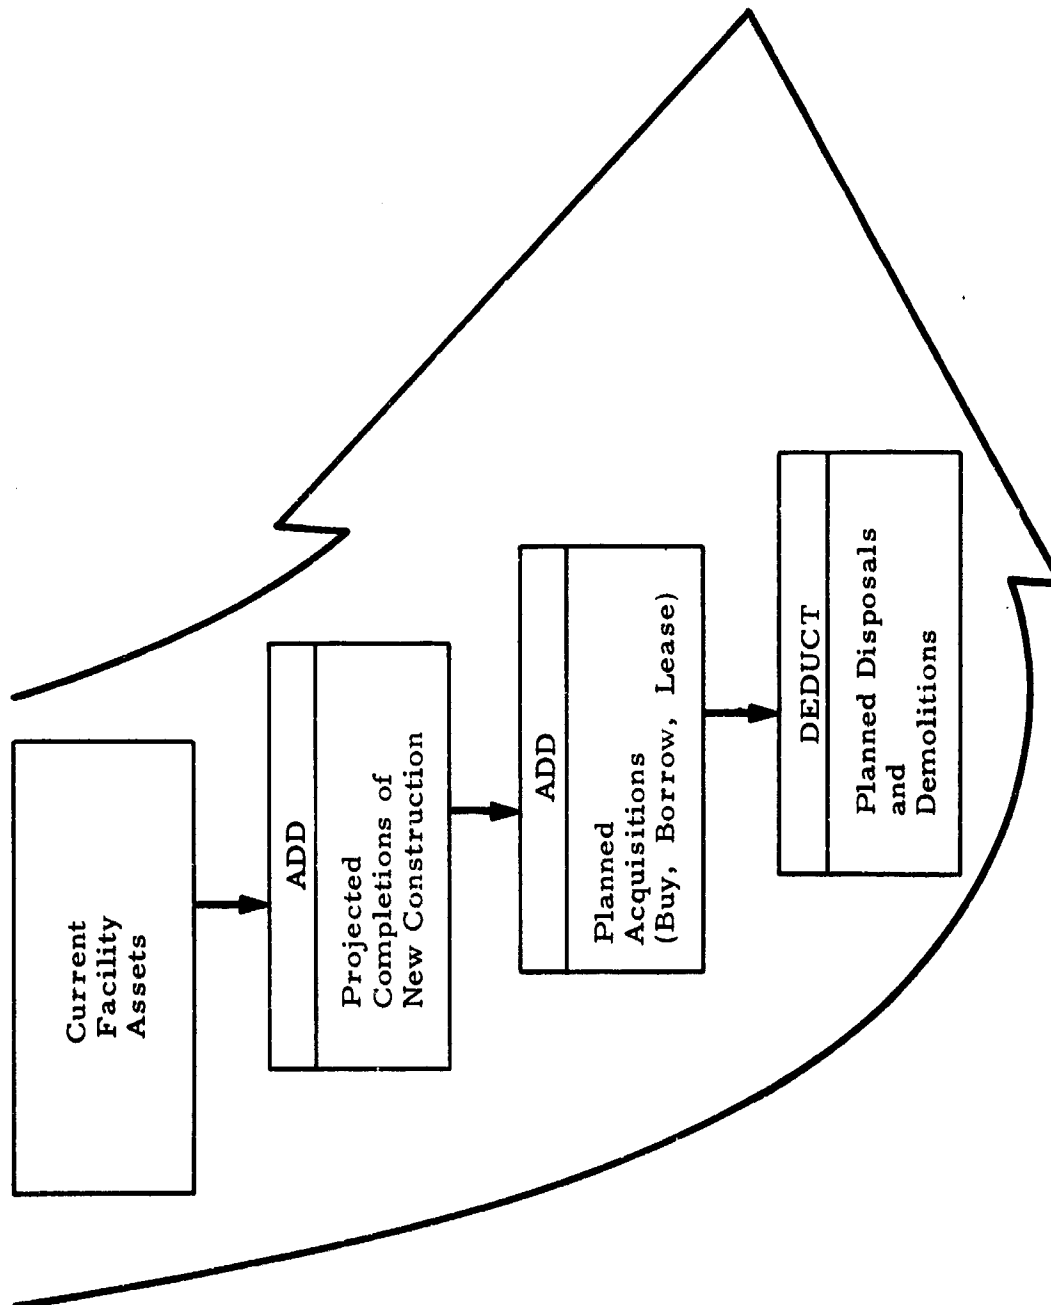 Current
Facility
Assets
ADD
Projected
Completions of
New Construction
ADD
Planned
Acquisitions
(Buy, Borrow, Lease)
DEDUCT
Planned Disposals
and
Demolitions